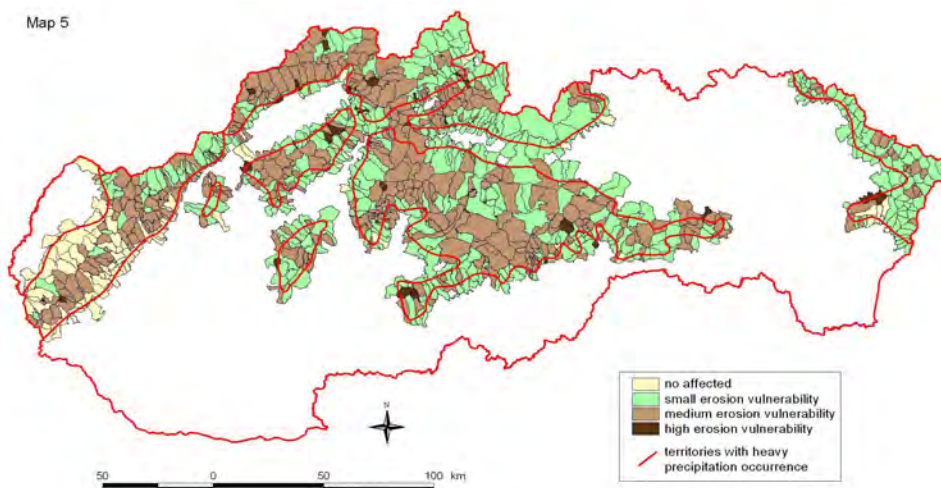 Map 5
no affected
small erosion vulnerability
medium erosion vulnerability
high erosion vulnerability
territories with heavy
precipitation occurrence
N
50 0 50 100 km